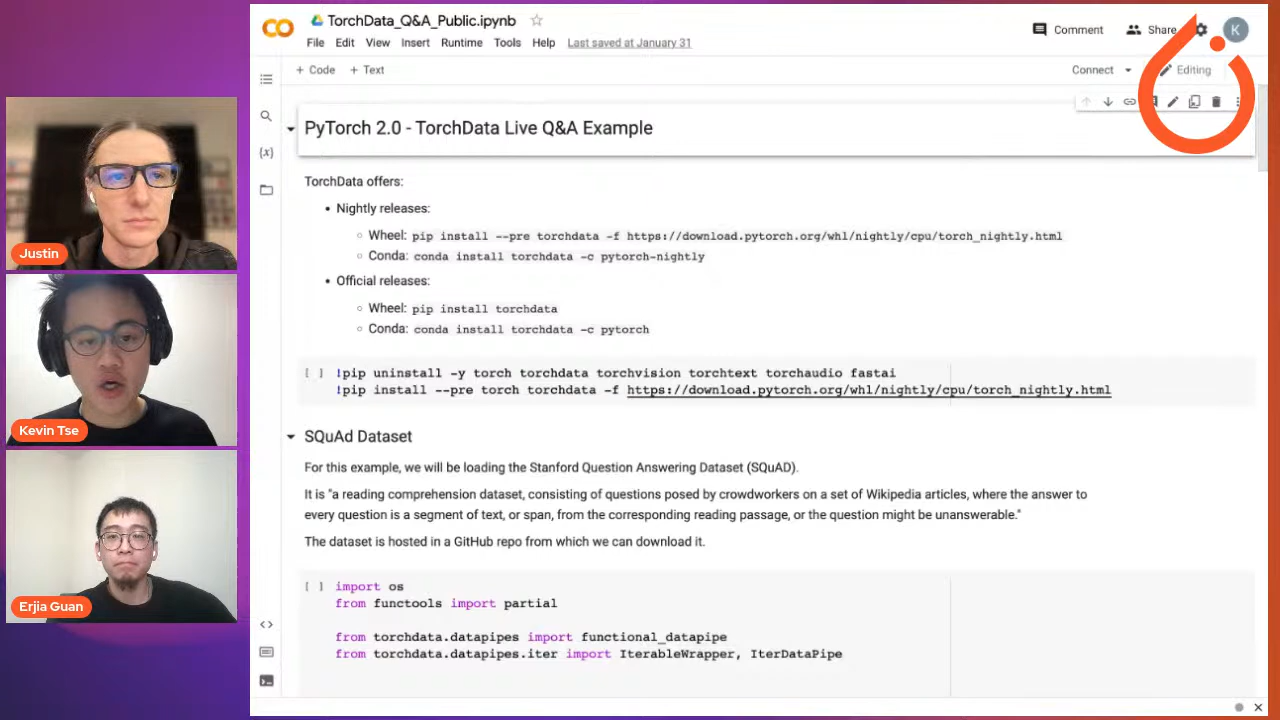 TorchData_Q&A_Public.ipynb
File Edit View Insert Runtime Tools Help Last saved at January 31
Comment Share K
+ Code + Text Connect Editing
PyTorch 2.0 - TorchData Live Q&A Example
TorchData offers:
• Nightly releases:
Wheel: pip install --pre torchdata -f https://download.pytorch.org/whl/nightly/cpu/torch_nightly.html
Conda: conda install torchdata -c pytorch-nightly
• Official releases:
Wheel: pip install torchdata
Conda: conda install torchdata -c pytorch
[ ] !pip uninstall -y torch torchdata torchvision torchtext torchaudio fastai
!pip install --pre torch torchdata -f https://download.pytorch.org/whl/nightly/cpu/torch_nightly.html
SQuAd Dataset
For this example, we will be loading the Stanford Question Answering Dataset (SQuAD).
It is "a reading comprehension dataset, consisting of questions posed by crowdworkers on a set of Wikipedia articles, where the answer to
every question is a segment of text, or span, from the corresponding reading passage, or the question might be unanswerable."
The dataset is hosted in a GitHub repo from which we can download it.
[ ] import os
from functools import partial
from torchdata.datapipes import functional_datapipe
from torchdata.datapipes.iter import IterableWrapper, IterDataPipe
Justin
Kevin Tse
Erjia Guan